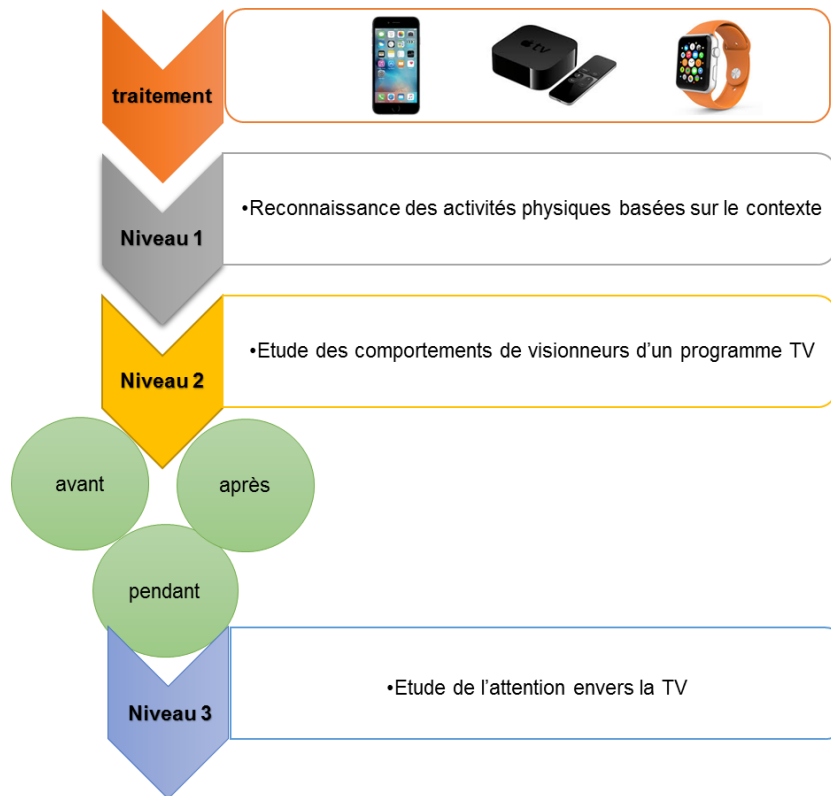 tv
traitement
•Reconnaissance des activités physiques basées sur le contexte
Niveau 1
•Etude des comportements de visionneurs d'un programme TV
Niveau 2
avant
après
pendant
•Etude de l'attention envers la TV
Niveau 3